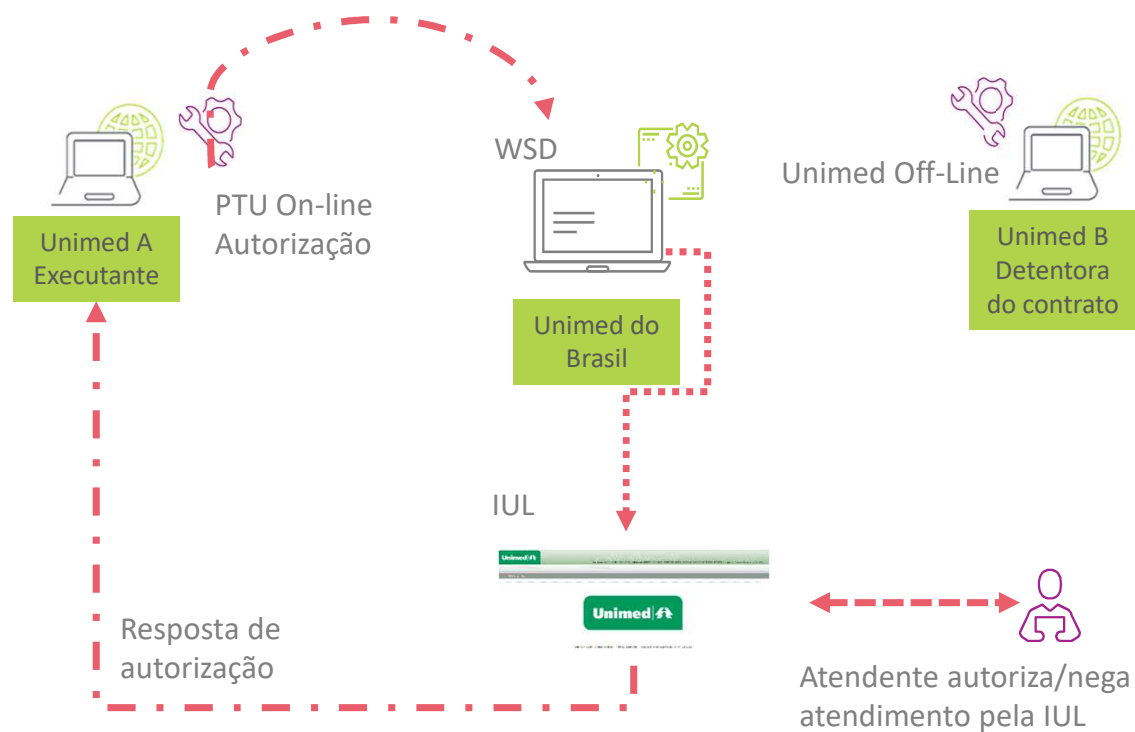 WSD
Unimed Off-Line
PTU On-line
Autorização
Unimed A
Executante
Unimed B
Detentora
do contrato
Unimed do
Brasil
IUL
Unimed
Unimed
Resposta de
autorização
Atendente autoriza/nega
atendimento pela IUL